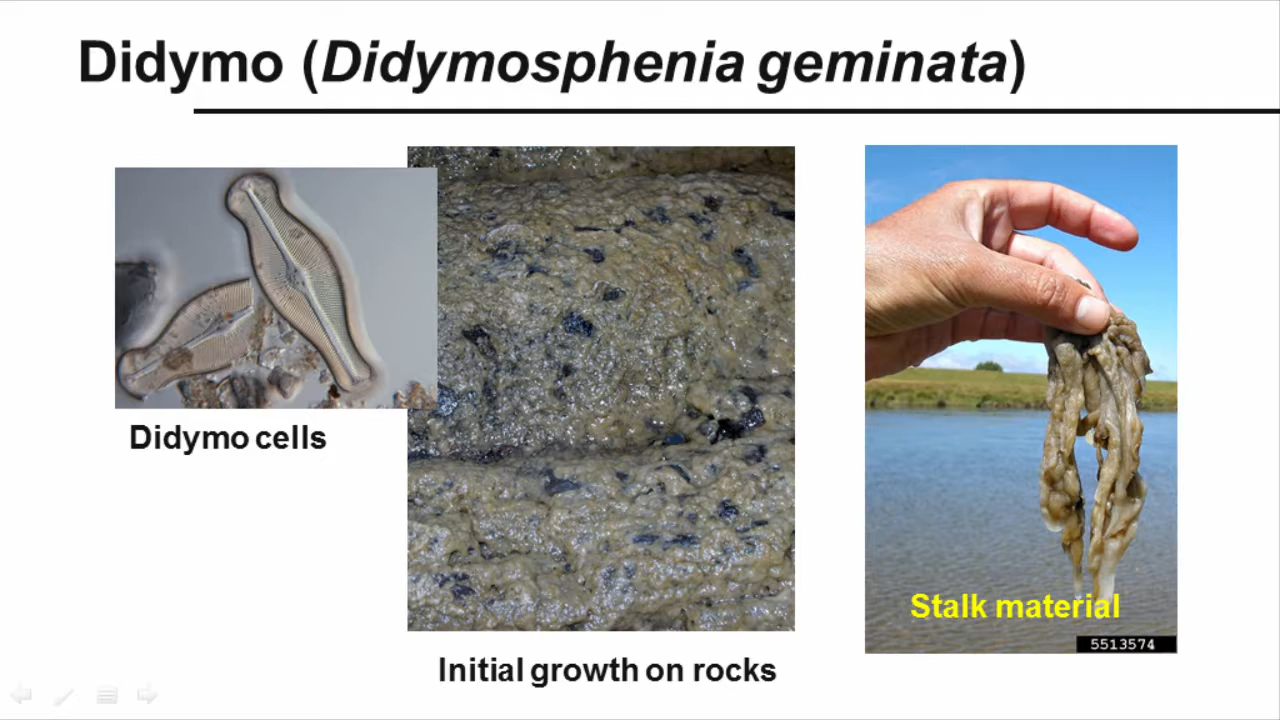 Didymo (Didymosphenia geminata)
Didymo cells
Initial growth on rocks
Stalk material
5513574